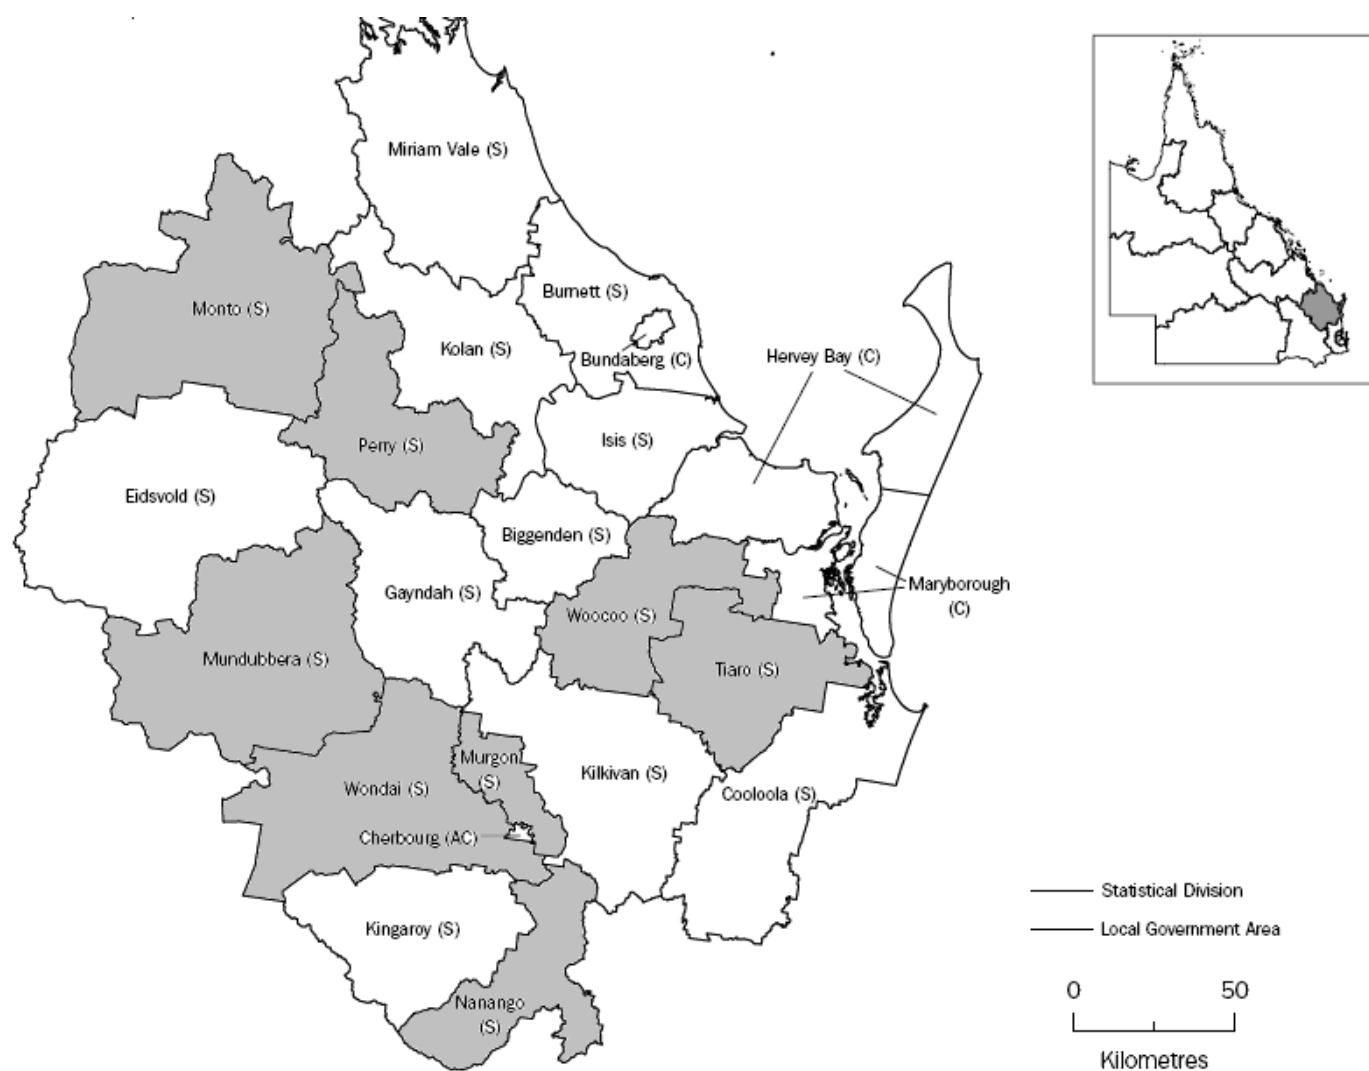 Miriam Vale (S)
Monto (S)
Burnett (S)
Kolan (S)
Bundaberg (C)
Hervey Bay (C)
Perry (S)
Isis (S)
Eidsvold (S)
Biggenden (S)
Gayndah (S)
Woocoo (S)
Maryborough
(C)
Mundubbera (S)
Tiaro (S)
Murgon
(S)
Wondai (S)
Kilkivan (S)
Cooloola (S)
Cherbourg (AC)
Kingaroy (S)
Nanango
(S)
Statistical Division
Local Government Area
0 50
Kilometres